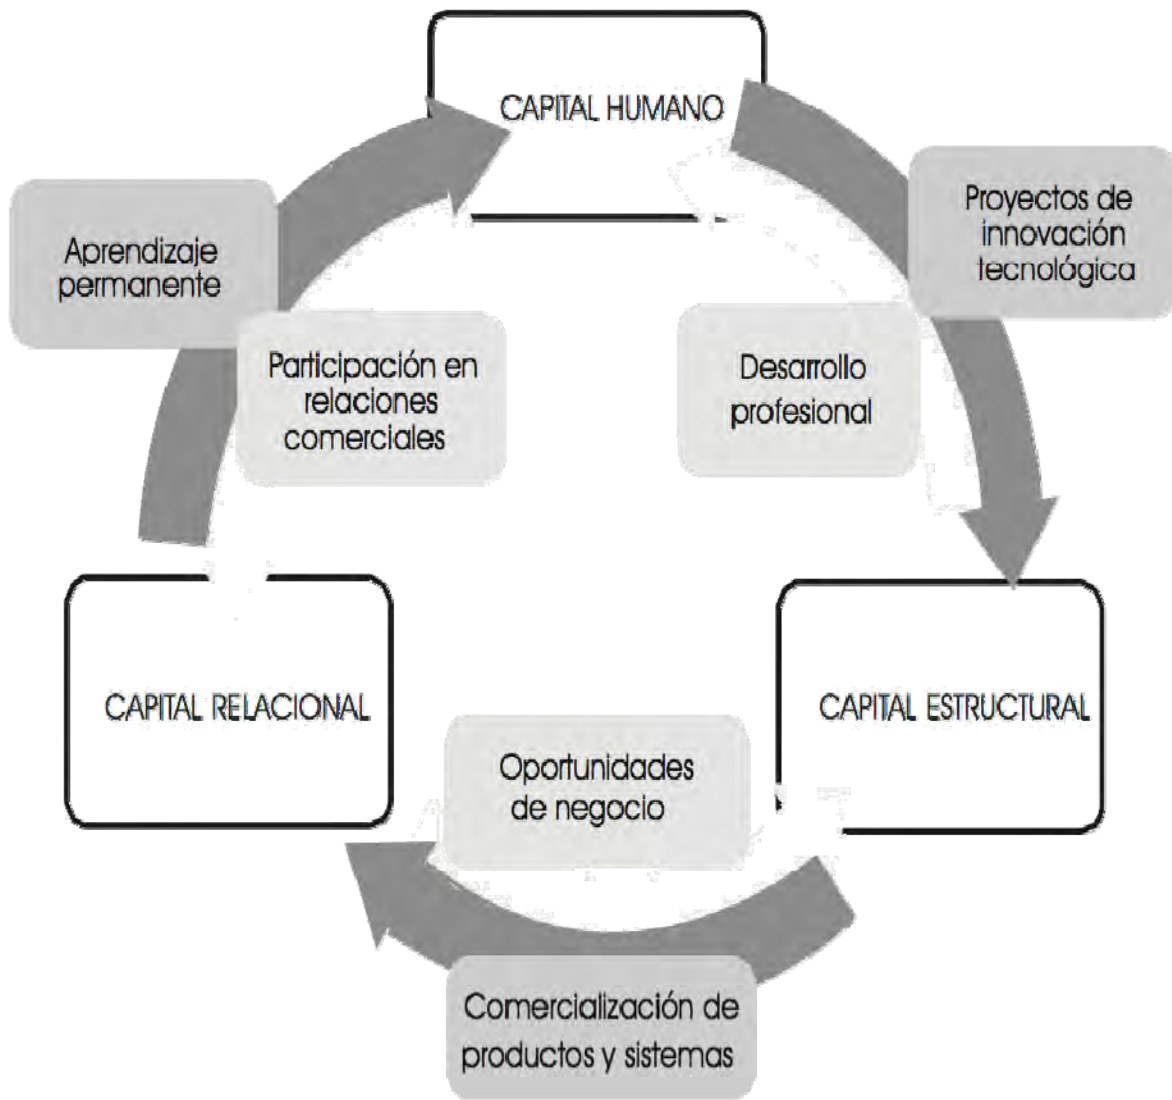 CAPITAL HUMANO
Proyectos de
innovación
tecnológica
Aprendizaje
permanente
Participación en
relaciones
comerciales
Desarrollo
profesional
CAPITAL RELACIONAL
CAPITAL ESTRUCTURAL
Oportunidades
de negocio
Comercialización de
productos y sistemas